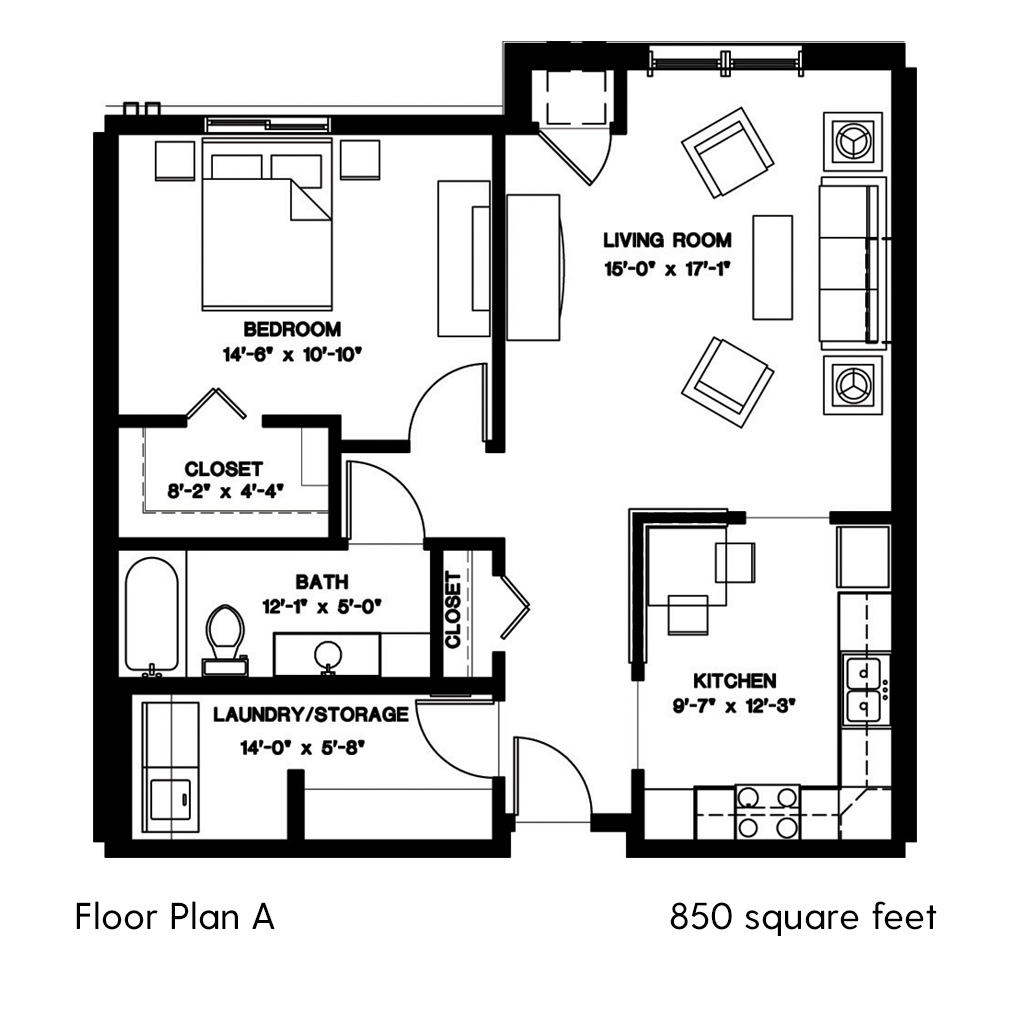 LIVING ROOM
15'-0" x 17'-1"
BEDROOM
14'-6" x 10'-10"
CLOSET
8'-2" x 4'-4"
BATH
12'-1" x 5'-0"
CLOSET
KITCHEN
9'-7" x 12'-3"
LAUNDRY/STORAGE
14'-0" x 5'-8"
Floor Plan A
850 square feet